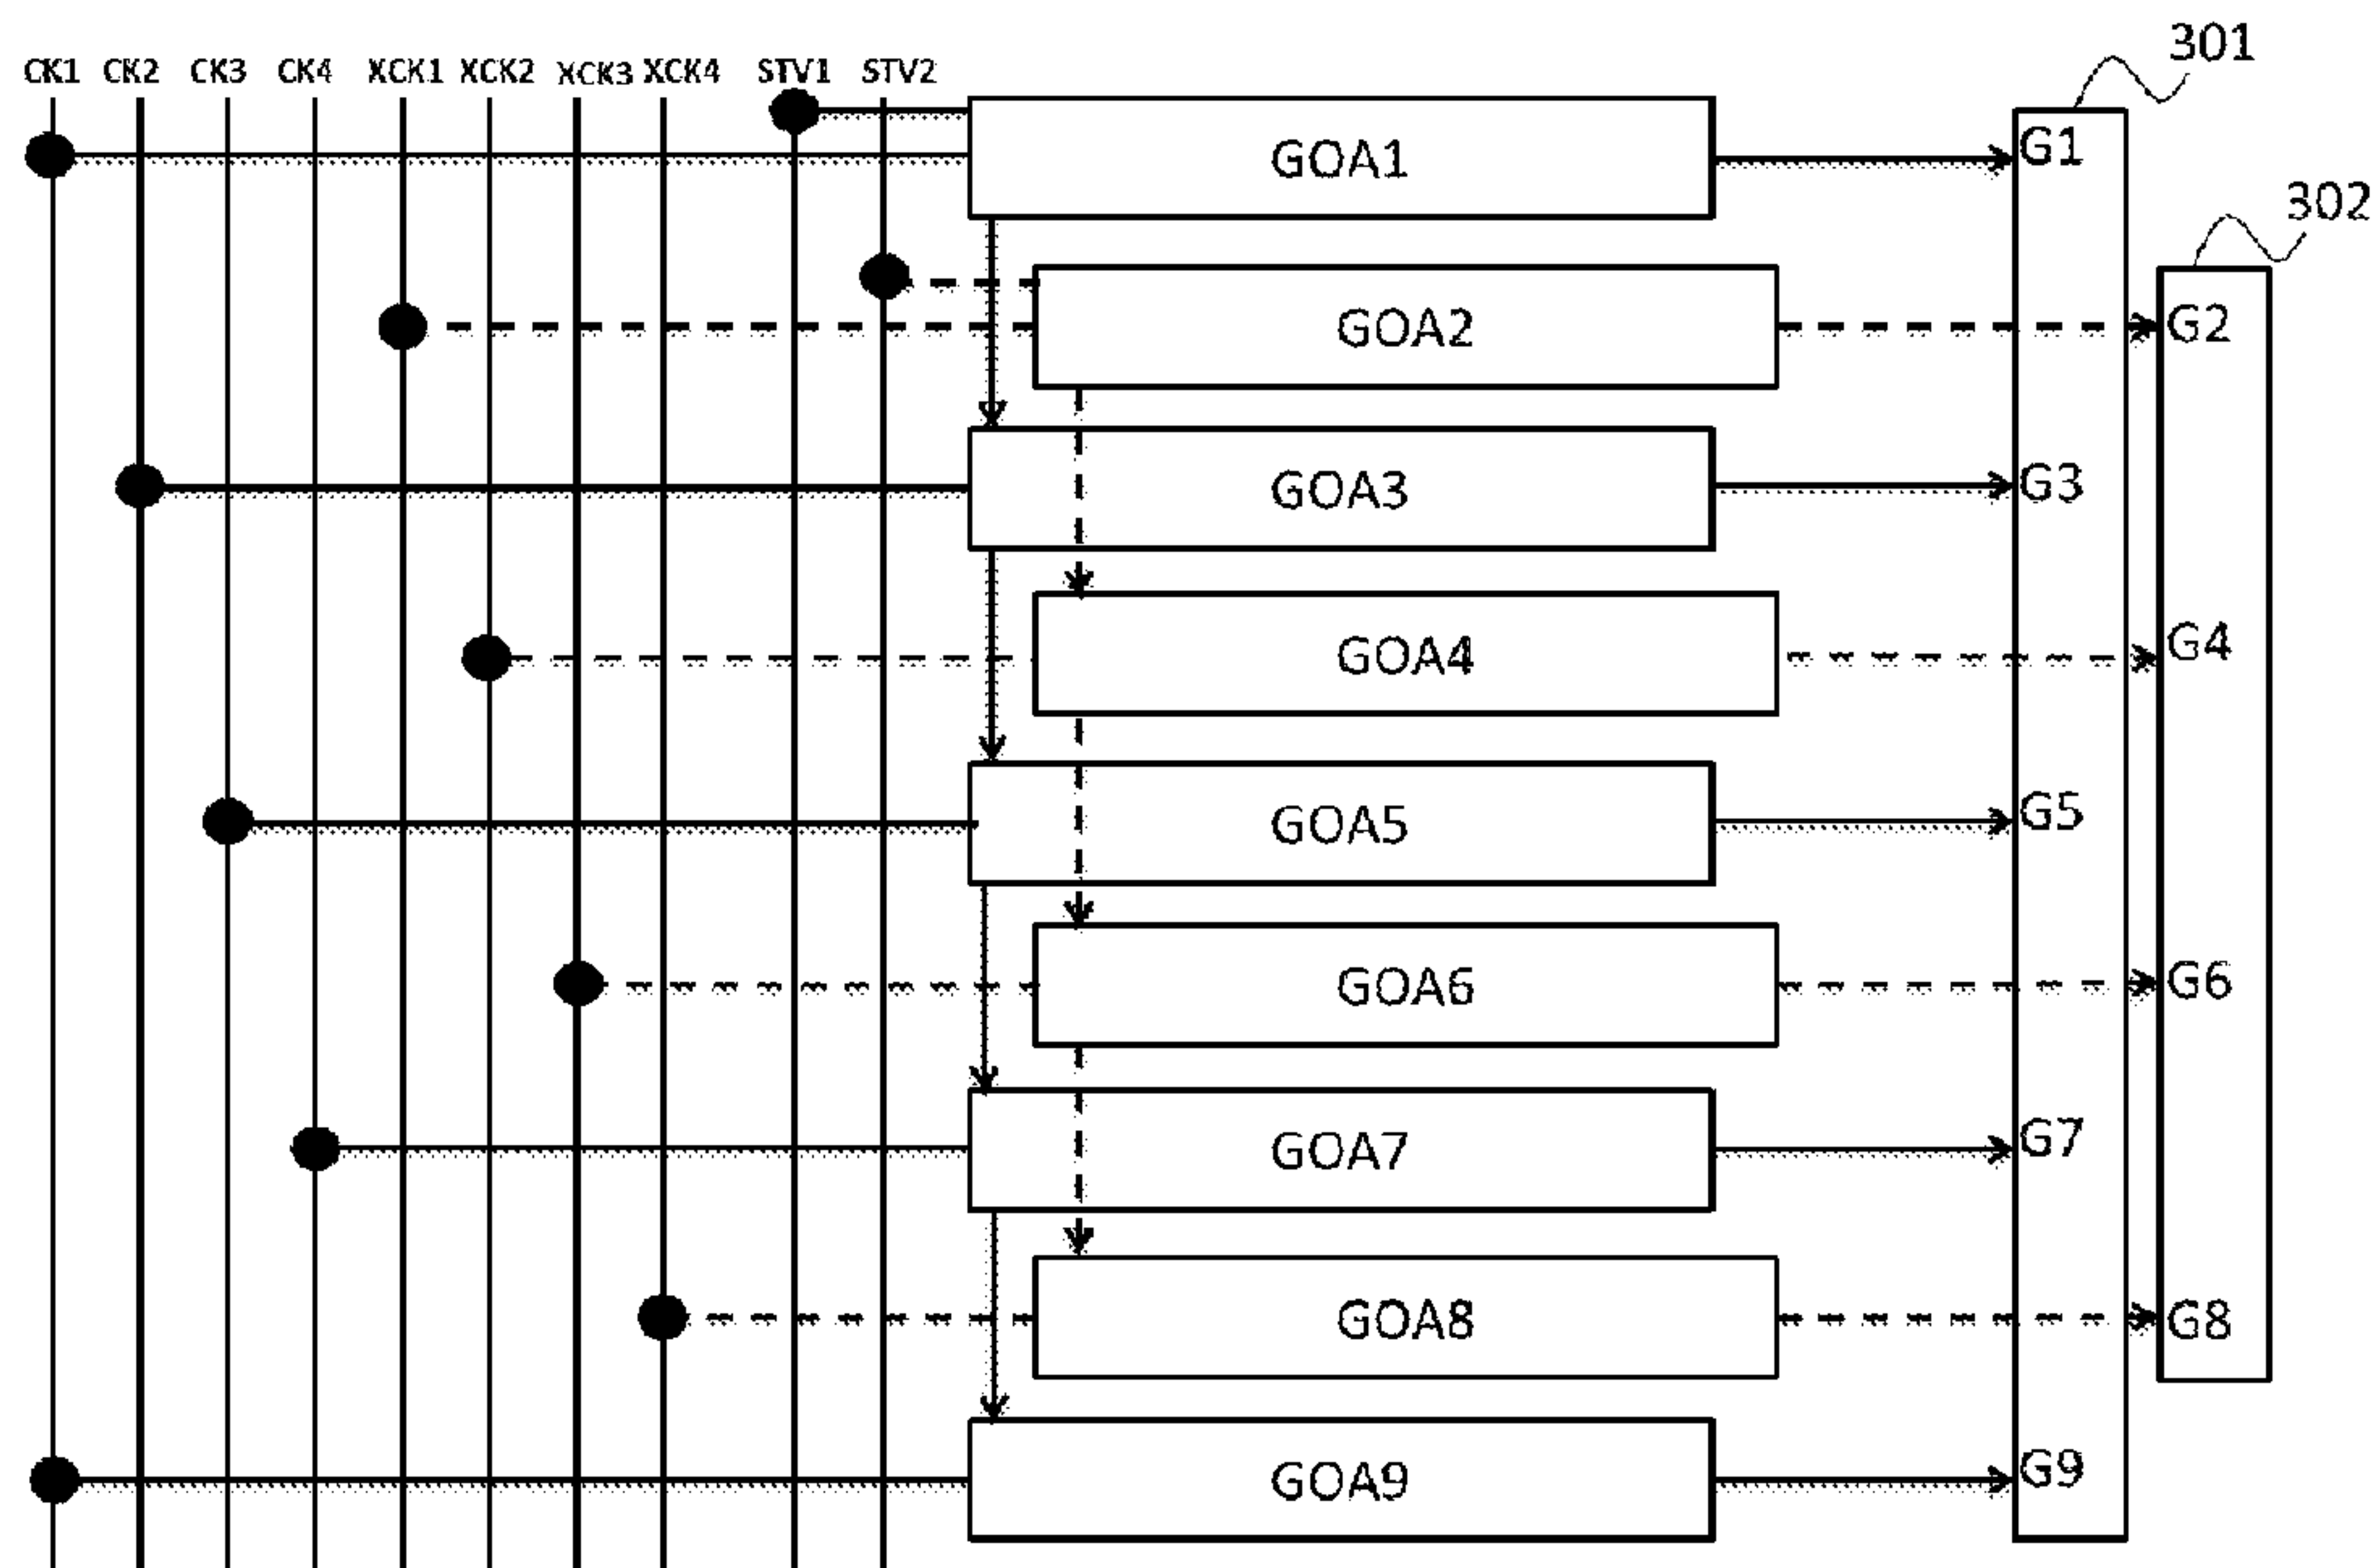 301
CK1 CK2 CK3 CK4 XCK1 XCK2 XCK3 XCK4 STV1 STV2
GOA1 G1
302
GOA2 G2
GOA3 G3
GOA4 G4
GOA5 G5
GOA6 G6
GOA7 G7
GOA8 G8
GOA9 G9